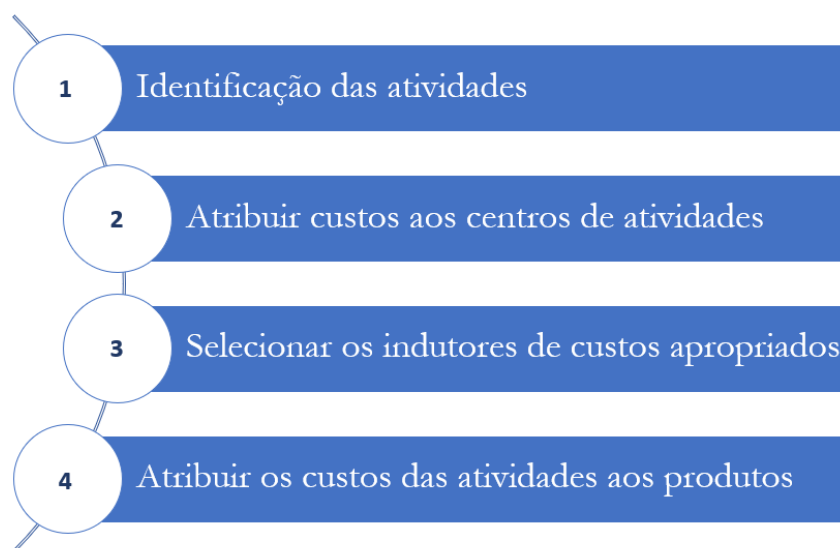 1 Identificação das atividades
2 Atribuir custos aos centros de atividades
3 Selecionar os indutores de custos apropriados
4 Atribuir os custos das atividades aos produtos